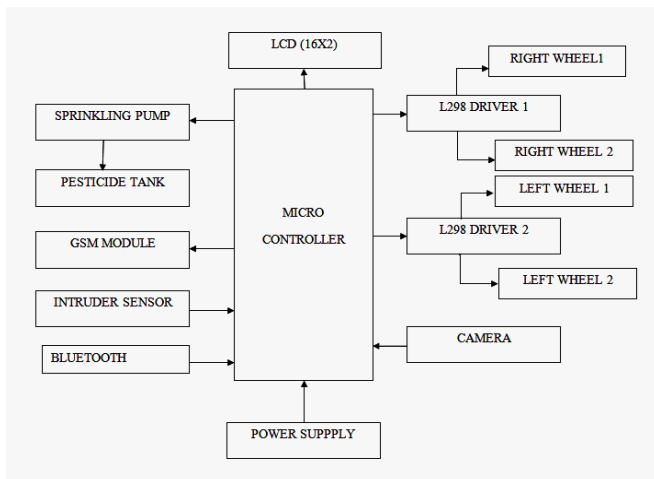 LCD (16X2)
RIGHT WHEEL1
SPRINKLING PUMP
L298 DRIVER 1
RIGHT WHEEL 2
PESTICIDE TANK
LEFT WHEEL 1
MICRO
CONTROLLER
GSM MODULE
L298 DRIVER 2
LEFT WHEEL 2
INTRUDER SENSOR
CAMERA
BLUETOOTH
POWER SUPPPLY